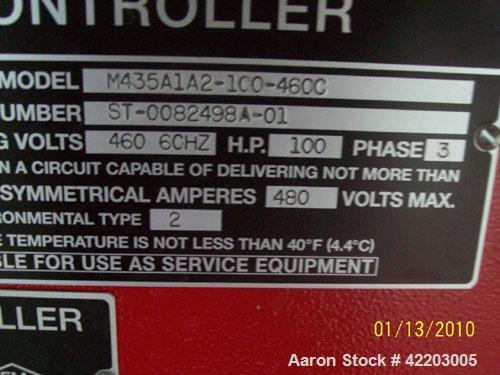 ONTROLLER
MODEL M435A1A2-100-460C
UMBER ST-0082498A-01
G VOLTS 460 60HZ H.P. 100 PHASE 3
N A CIRCUIT CAPABLE OF DELIVERING NOT MORE THAN
SYMMETRICAL AMPERES 480 VOLTS MAX.
RONMENTAL TYPE 2
E TEMPERATURE IS NOT LESS THAN 40°F (4.4°C)
BLE FOR USE AS SERVICE EQUIPMENT
LLER
01/13/2010
Aaron Stock # 42203005